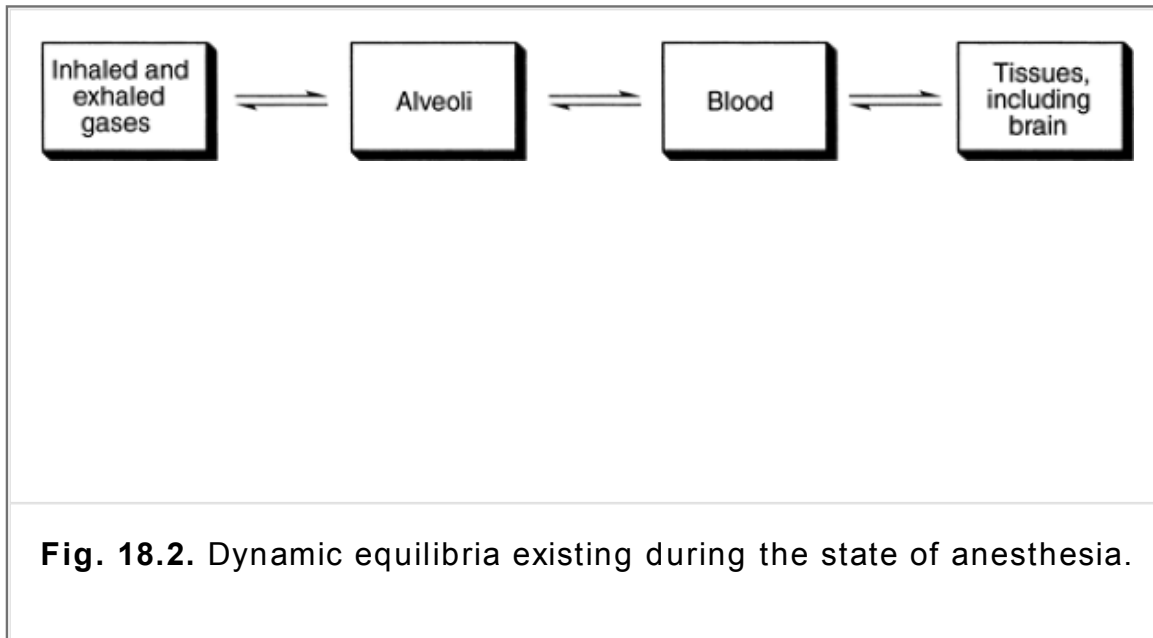 Inhaled and
exhaled
gases
Alveoli
Blood
Tissues,
including
brain
Fig. 18.2. Dynamic equilibria existing during the state of anesthesia.